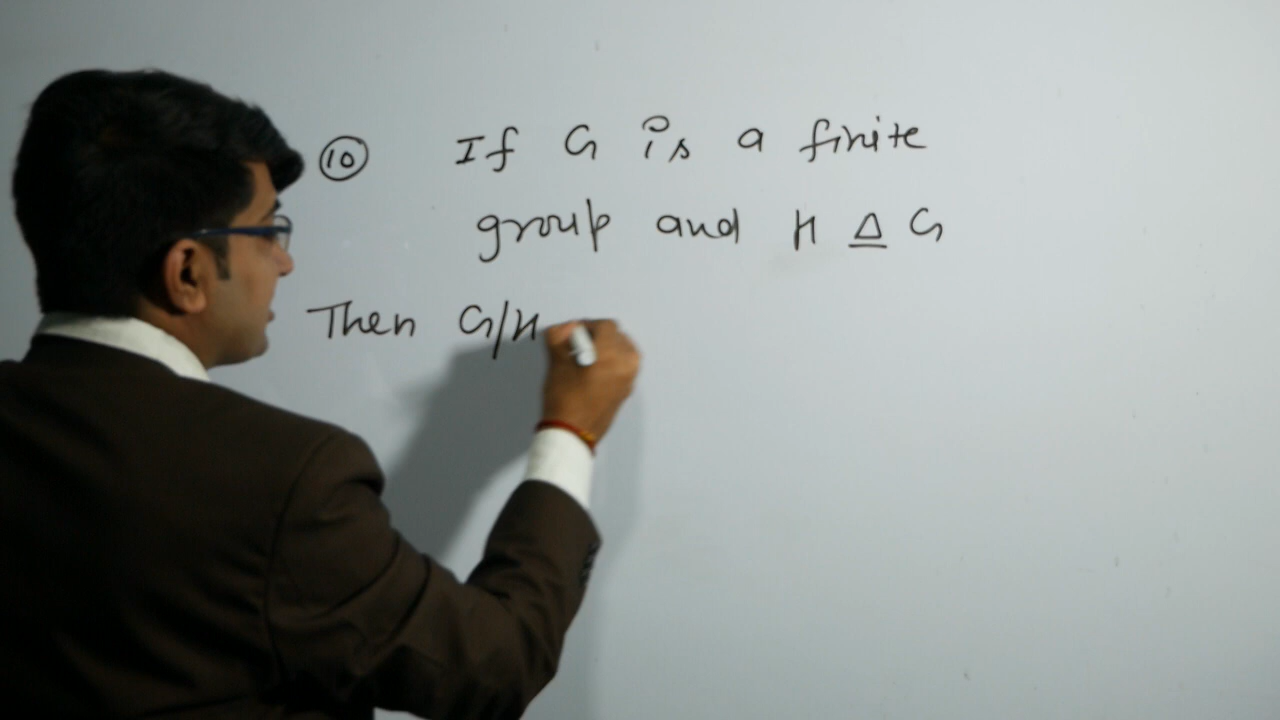 ⑩ If G is a finite
group and H ⊴ G
Then G/H